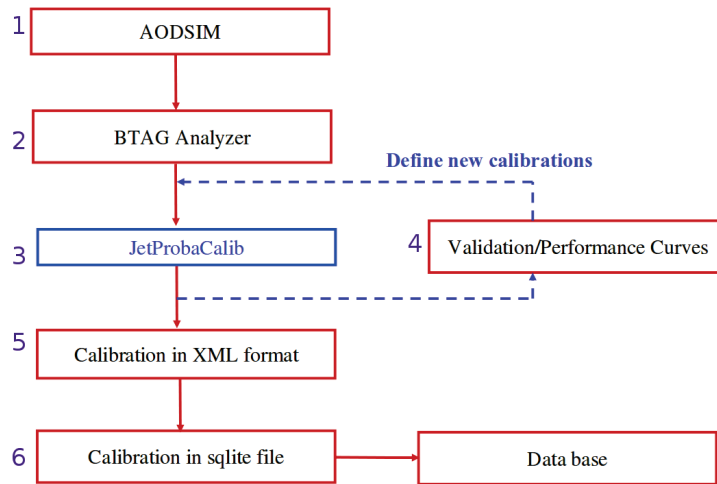 1
AODSIM
2
BTAG Analyzer
Define new calibrations
3
JetProbaCalib
4
Validation/Performance Curves
5
Calibration in XML format
6
Calibration in sqlite file
Data base